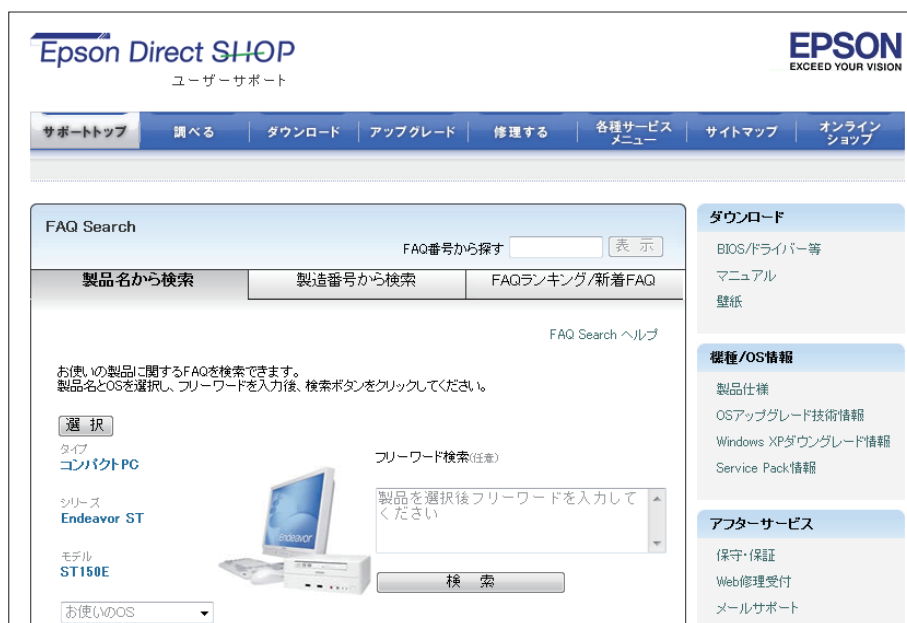 Epson Direct SHOP
ユーザーサポート
EPSON
EXCEED YOUR VISION
サポートトップ
調べる
ダウンロード
アップグレード
修理する
各種サービス
メニュー
サイトマップ
オンライン
ショップ
FAQ Search
FAQ番号から探す
表 示
製品名から検索
製造番号から検索
FAQランキング/新着FAQ
FAQ Search ヘルプ
お使いの製品に関するFAQを検索できます。
製品名とOSを選択し、フリーワードを入力後、検索ボタンをクリックしてください。
選 択
タイプ
コンパクトPC
シリーズ
Endeavor ST
モデル
ST150E
お使いのOS
Endeavor
フリーワード検索(任意)
製品を選択後フリーワードを入力して
ください
検 索
ダウンロード
BIOS/ドライバー等
マニュアル
壁紙
機種/OS情報
製品仕様
OSアップグレード技術情報
Windows XPダウングレード情報
Service Pack情報
アフターサービス
保守・保証
Web修理受付
メールサポート